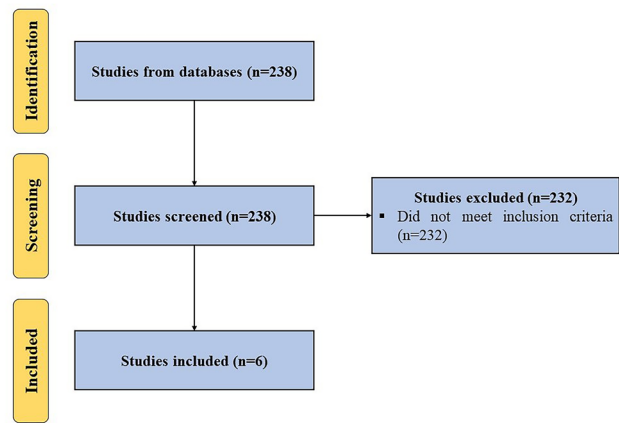 Identification
Studies from databases (n=238)
Screening
Studies screened (n=238)
Studies excluded (n=232)
▪ Did not meet inclusion criteria
(n=232)
Included
Studies included (n=6)